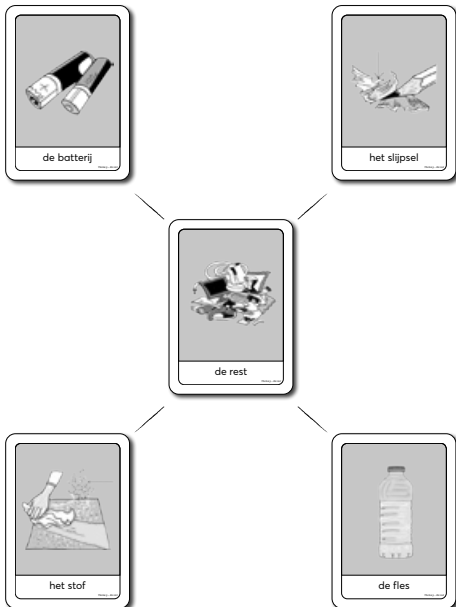 de batterij
het slijpsel
de rest
het stof
de fles